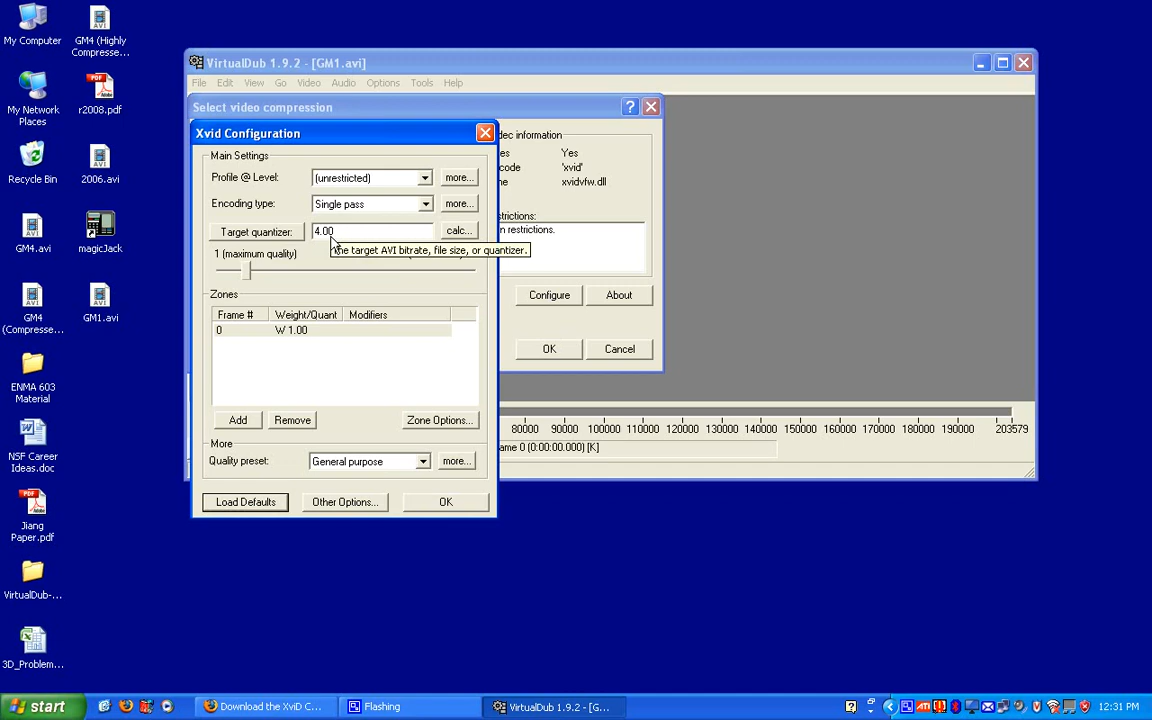 My Computer
GM4 (Highly
Compresse...
My Network
Places
r2008.pdf
Recycle Bin
2006.avi
GM4.avi
magicJack
GM4
(Compresse...
GM1.avi
ENMA 603
Material
NSF Career
Ideas.doc
Jiang
Paper.pdf
VirtualDub-...
3D_Problem...
VirtualDub 1.9.2 - [GM1.avi]
File Edit View Go Video Audio Options Tools Help
Select video compression
dec information
es Yes
code 'xvid'
ne xvidvfw.dll
strictions:
n restrictions.
Configure About
OK Cancel
Xvid Configuration
Main Settings
Profile @ Level: (unrestricted) more...
Encoding type: Single pass more...
Target quantizer: 4.00 calc...
The target AVI bitrate, file size, or quantizer.
1 (maximum quality)
Zones
Frame # Weight/Quant Modifiers
0 W 1.00
Add Remove Zone Options...
More
Quality preset: General purpose more...
Load Defaults Other Options... OK
80000 90000 100000 110000 120000 130000 140000 150000 160000 170000 180000 190000 203579
ame 0 (0:00:00.000) [K]
start
Download the XviD C...
Flashing
VirtualDub 1.9.2 - [G...
12:31 PM